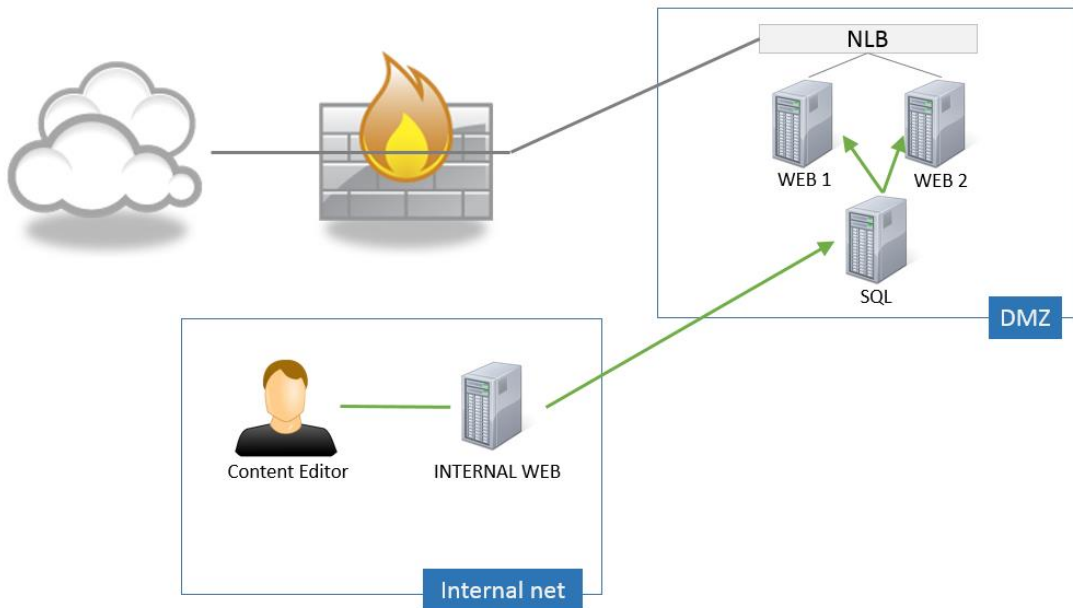 NLB
WEB 1
WEB 2
SQL
DMZ
Content Editor
INTERNAL WEB
Internal net